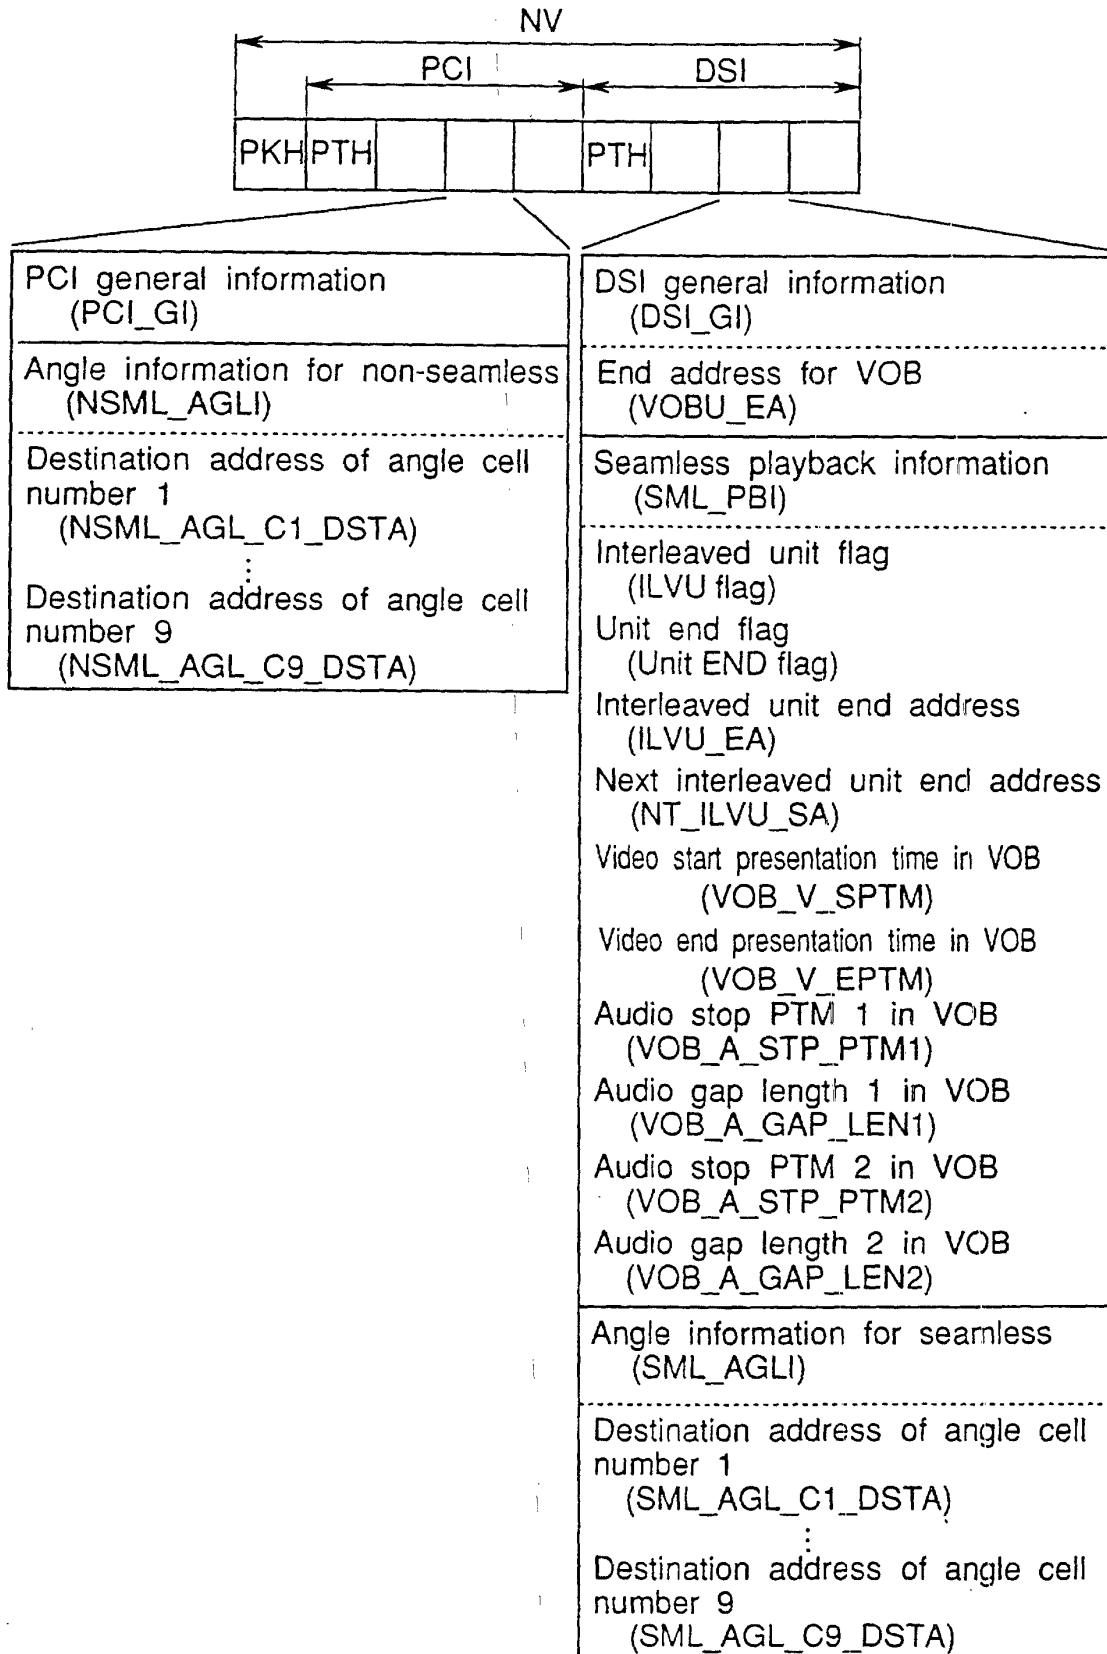 NV
PCI DSI
PKH PTH PTH
PCI general information
(PCI_GI)
Angle information for non-seamless
(NSML_AGLI)
Destination address of angle cell
number 1
(NSML_AGL_C1_DSTA)
⋮
Destination address of angle cell
number 9
(NSML_AGL_C9_DSTA)
DSI general information
(DSI_GI)
End address for VOB
(VOBU_EA)
Seamless playback information
(SML_PBI)
Interleaved unit flag
(ILVU flag)
Unit end flag
(Unit END flag)
Interleaved unit end address
(ILVU_EA)
Next interleaved unit end address
(NT_ILVU_SA)
Video start presentation time in VOB
(VOB_V_SPTM)
Video end presentation time in VOB
(VOB_V_EPTM)
Audio stop PTM 1 in VOB
(VOB_A_STP_PTM1)
Audio gap length 1 in VOB
(VOB_A_GAP_LEN1)
Audio stop PTM 2 in VOB
(VOB_A_STP_PTM2)
Audio gap length 2 in VOB
(VOB_A_GAP_LEN2)
Angle information for seamless
(SML_AGLI)
Destination address of angle cell
number 1
(SML_AGL_C1_DSTA)
⋮
Destination address of angle cell
number 9
(SML_AGL_C9_DSTA)